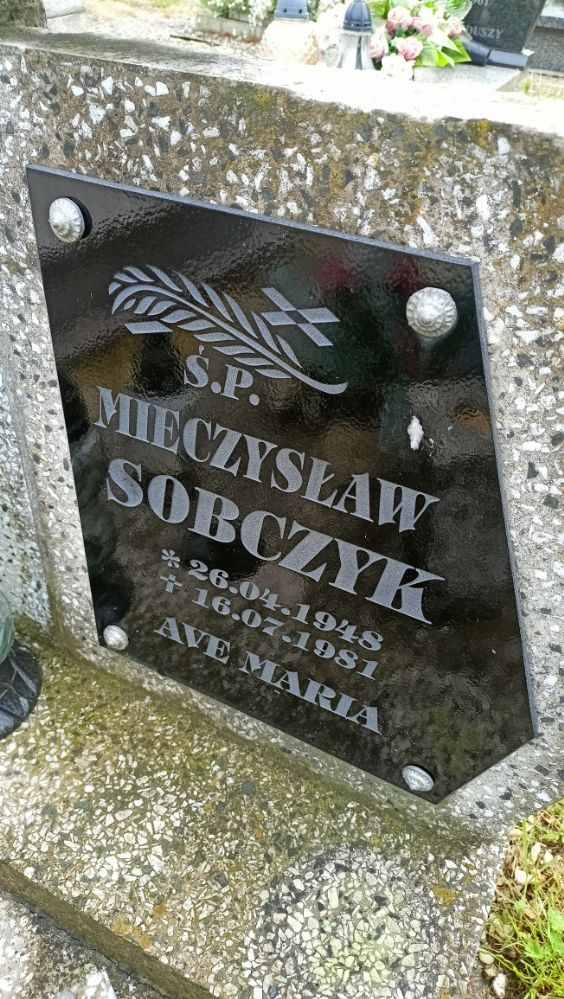 Ś.P.
MIECZYSŁAW
SOBCZYK
* 26.04.1948
✝ 16.07.1981
AVE MARIA